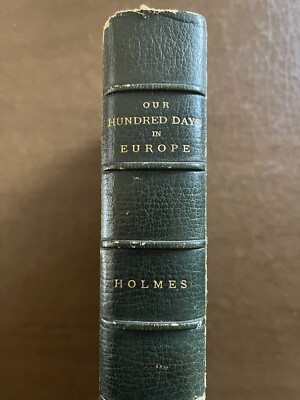 OUR
HUNDRED DAYS
IN
EUROPE
HOLMES